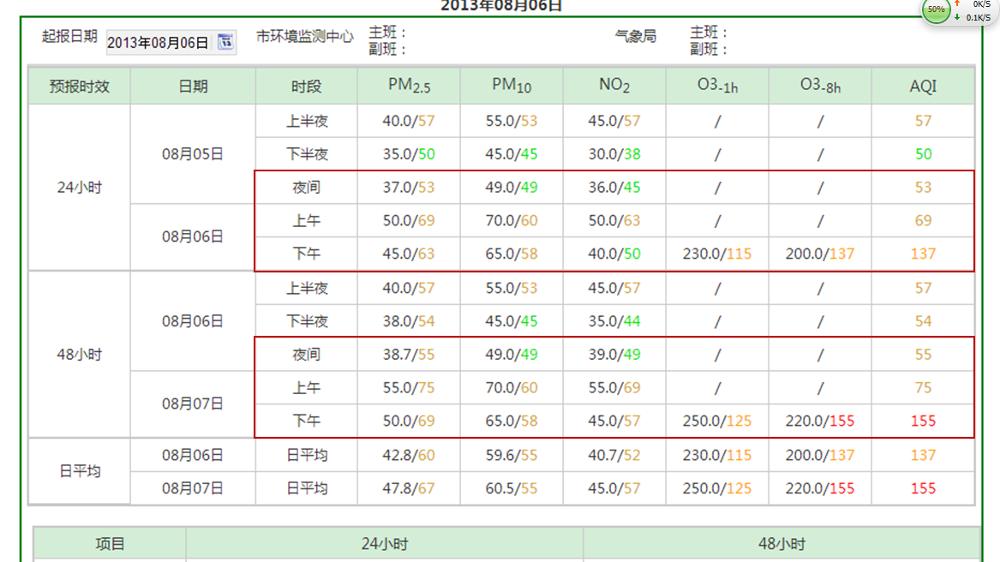 2013年08月06日
50% 0K/S
0.1K/S
起报日期 2013年08月06日 市环境监测中心 主班： 气象局 主班：
副班： 副班：
预报时效 日期 时段 PM2.5 PM10 NO2 O3-1h O3-8h AQI
24小时 08月05日 上半夜 40.0/57 55.0/53 45.0/57 / / 57
下半夜 35.0/50 45.0/45 30.0/38 / / 50
夜间 37.0/53 49.0/49 36.0/45 / / 53
08月06日 上午 50.0/69 70.0/60 50.0/63 / / 69
下午 45.0/63 65.0/58 40.0/50 230.0/115 200.0/137 137
48小时 08月06日 上半夜 40.0/57 55.0/53 45.0/57 / / 57
下半夜 38.0/54 45.0/45 35.0/44 / / 54
夜间 38.7/55 49.0/49 39.0/49 / / 55
08月07日 上午 55.0/75 70.0/60 55.0/69 / / 75
下午 50.0/69 65.0/58 45.0/57 250.0/125 220.0/155 155
日平均 08月06日 日平均 42.8/60 59.6/55 40.7/52 230.0/115 200.0/137 137
08月07日 日平均 47.8/67 60.5/55 45.0/57 250.0/125 220.0/155 155
项目 24小时 48小时